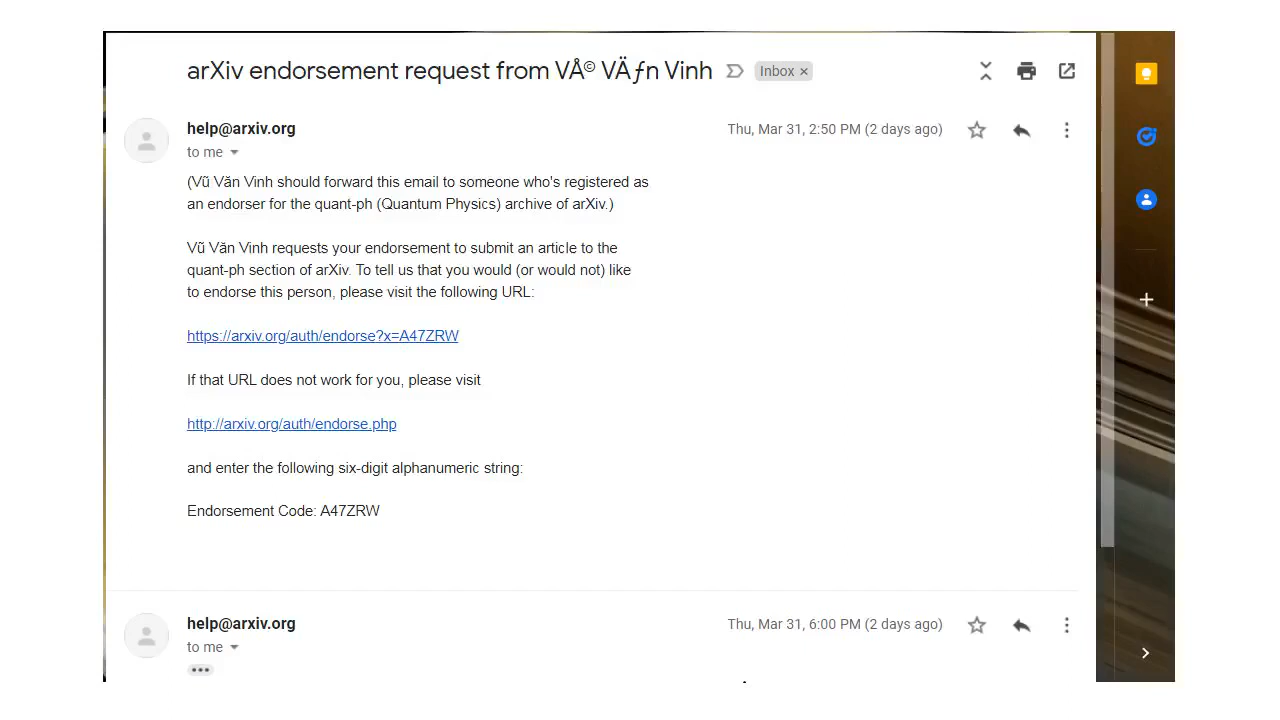 arXiv endorsement request from VÅ© VÄƒn Vinh Inbox ×
help@arxiv.org Thu, Mar 31, 2:50 PM (2 days ago)
to me
(Vũ Văn Vinh should forward this email to someone who's registered as
an endorser for the quant-ph (Quantum Physics) archive of arXiv.)
Vũ Văn Vinh requests your endorsement to submit an article to the
quant-ph section of arXiv. To tell us that you would (or would not) like
to endorse this person, please visit the following URL:
https://arxiv.org/auth/endorse?x=A47ZRW
If that URL does not work for you, please visit
http://arxiv.org/auth/endorse.php
and enter the following six-digit alphanumeric string:
Endorsement Code: A47ZRW
help@arxiv.org Thu, Mar 31, 6:00 PM (2 days ago)
to me